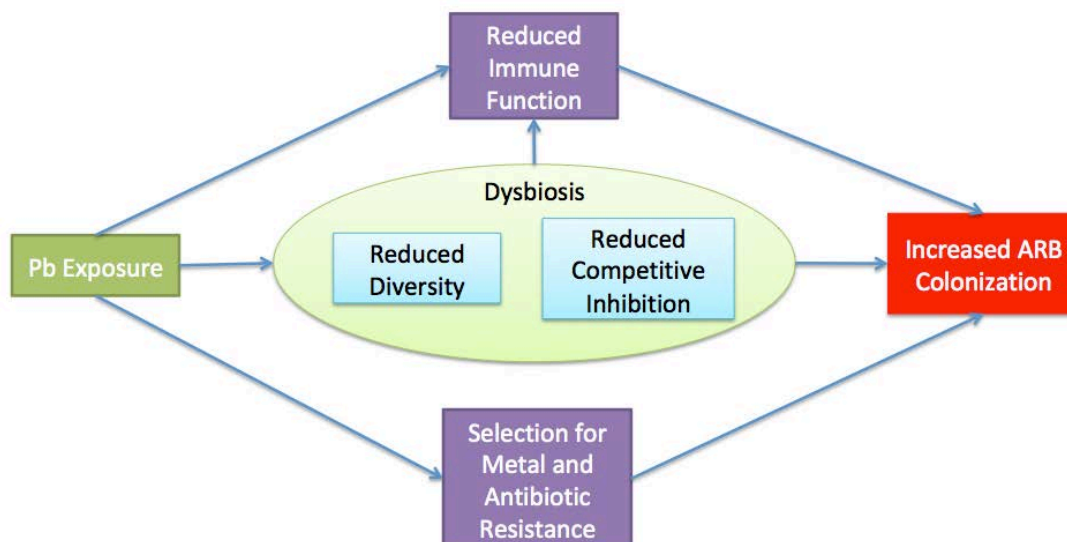 Reduced
Immune
Function
Dysbiosis
Pb Exposure
Reduced
Diversity
Reduced
Competitive
Inhibition
Increased ARB
Colonization
Selection for
Metal and
Antibiotic
Resistance